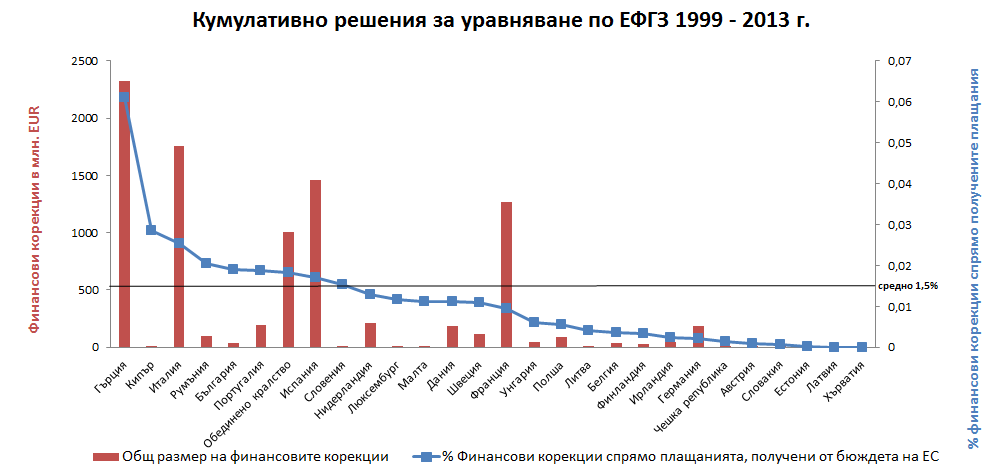 Кумулативно решения за уравняване по ЕФГЗ 1999 - 2013 г.
Финансови корекции в млн. EUR
2500
2000
1500
1000
500
0
0,07
0,06
0,05
0,04
0,03
0,02
0,01
0
% финансови корекции спрямо получените плащания
средно 1,5%
Гърция
Кипър
Италия
Румъния
България
Португалия
Обединено кралство
Испания
Словения
Нидерландия
Люксембург
Малта
Дания
Швеция
Франция
Унгария
Полша
Литва
Белгия
Финландия
Ирландия
Германия
Чешка република
Австрия
Словакия
Естония
Латвия
Хърватия
Общ размер на финансовите корекции
% Финансови корекции спрямо плащанията, получени от бюджета на ЕС